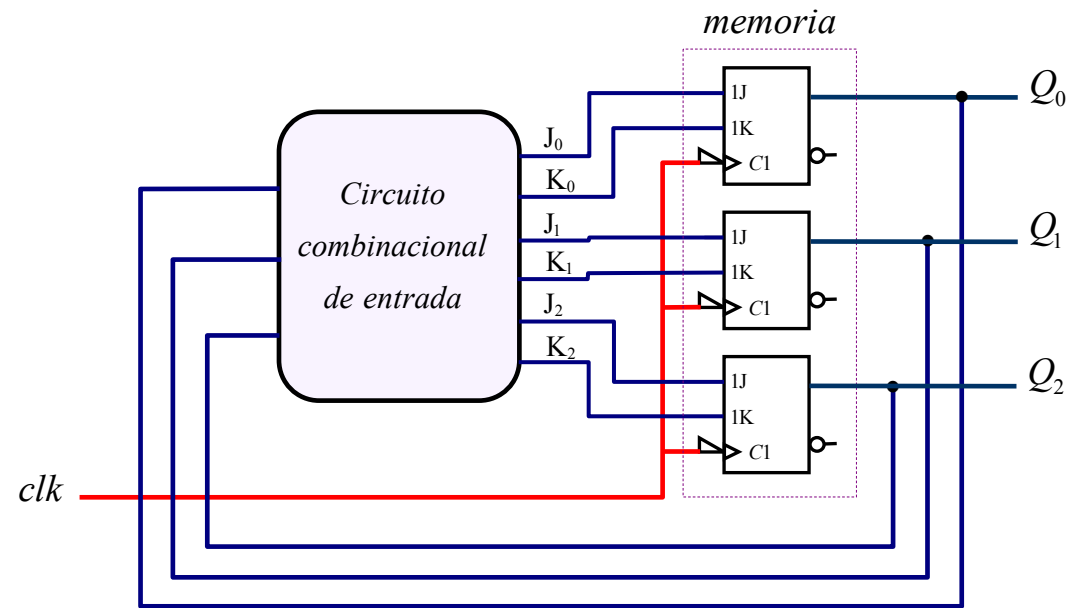 memoria
Q₀
1J
1K
C1
J₀
K₀
Circuito
combinacional
de entrada
J₁
K₁
1J
1K
C1
Q₁
J₂
K₂
1J
1K
C1
Q₂
clk